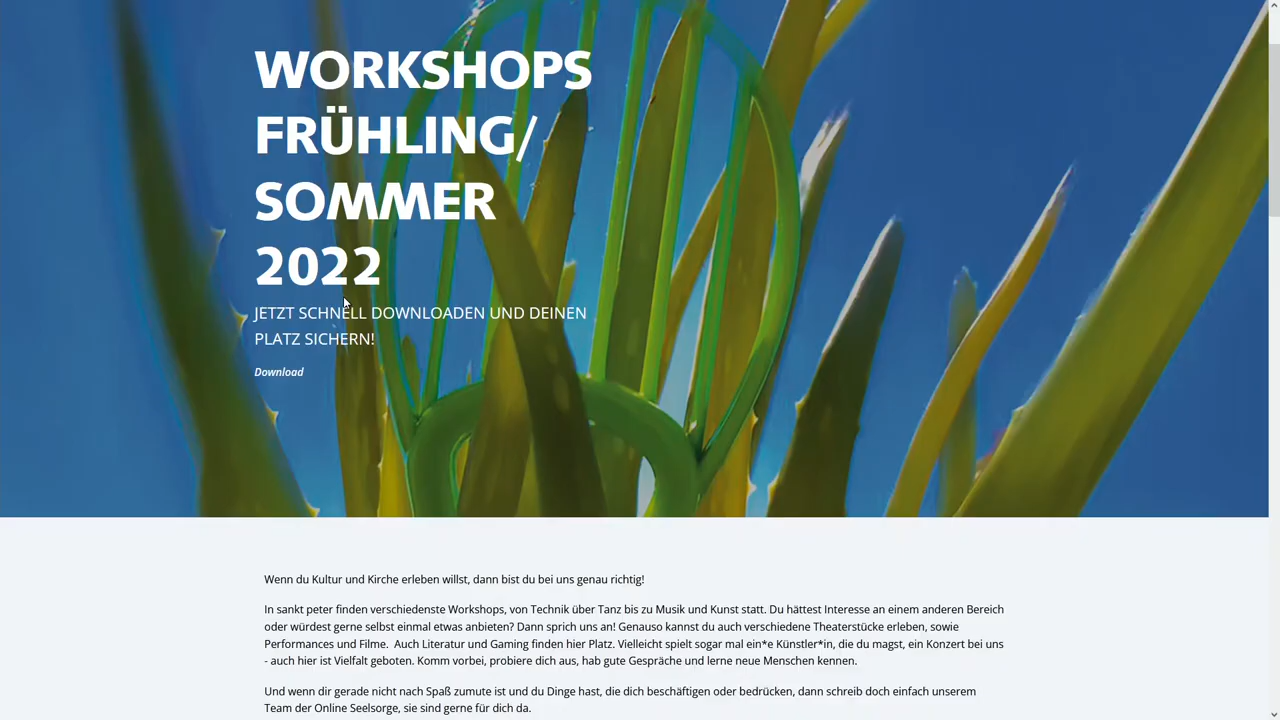 WORKSHOPS
FRÜHLING/
SOMMER
2022
JETZT SCHNELL DOWNLOADEN UND DEINEN
PLATZ SICHERN!
Download
Wenn du Kultur und Kirche erleben willst, dann bist du bei uns genau richtig!
In sankt peter finden verschiedenste Workshops, von Technik über Tanz bis zu Musik und Kunst statt. Du hättest Interesse an einem anderen Bereich
oder würdest gerne selbst einmal etwas anbieten? Dann sprich uns an! Genauso kannst du auch verschiedene Theaterstücke erleben, sowie
Performances und Filme.  Auch Literatur und Gaming finden hier Platz. Vielleicht spielt sogar mal ein*e Künstler*in, die du magst, ein Konzert bei uns
- auch hier ist Vielfalt geboten. Komm vorbei, probiere dich aus, hab gute Gespräche und lerne neue Menschen kennen.
Und wenn dir gerade nicht nach Spaß zumute ist und du Dinge hast, die dich beschäftigen oder bedrücken, dann schreib doch einfach unserem
Team der Online Seelsorge, sie sind gerne für dich da.